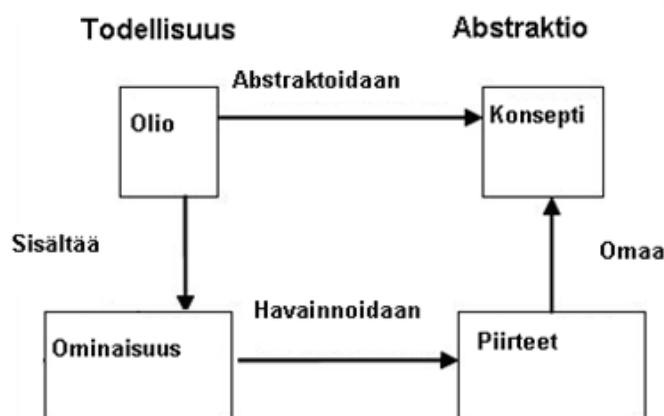 Todellisuus
Abstraktio
Abstraktoidaan
Olio
Konsepti
Sisältää
Omaa
Havainnoidaan
Ominaisuus
Piirteet